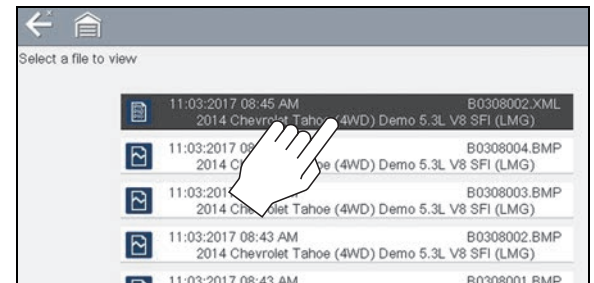 Select a file to view
11:03:2017 08:45 AM B0308002.XML
2014 Chevrolet Tahoe (4WD) Demo 5.3L V8 SFI (LMG)
11:03:2017 08 B0308004.BMP
2014 Ch Tahoe (4WD) Demo 5.3L V8 SFI (LMG)
11:03:201 B0308003.BMP
2014 Che olet Tahoe (4WD) Demo 5.3L V8 SFI (LMG)
11:03:2017 08:43 AM B0308002.BMP
2014 Chevrolet Tahoe (4WD) Demo 5.3L V8 SFI (LMG)
11:03:2017 08:43 AM B0308001.BMP